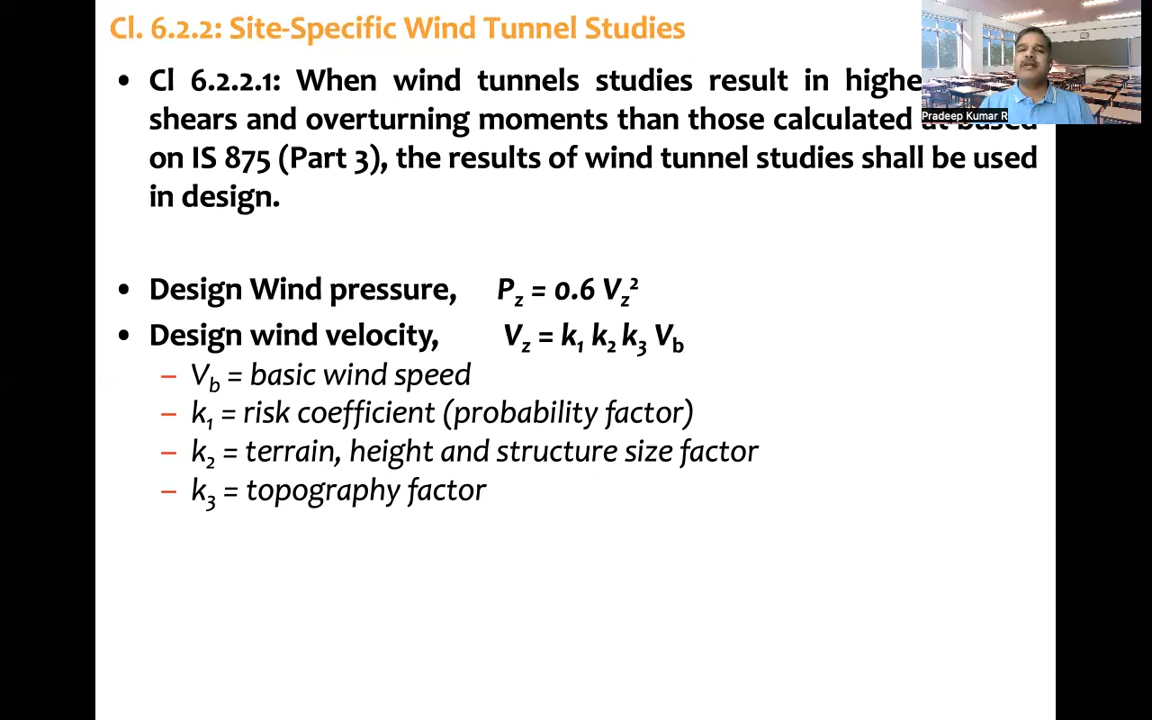 Cl. 6.2.2: Site-Specific Wind Tunnel Studies
• Cl 6.2.2.1: When wind tunnels studies result in highe
shears and overturning moments than those calculated at based
on IS 875 (Part 3), the results of wind tunnel studies shall be used
in design.
• Design Wind pressure, Pz = 0.6 Vz²
• Design wind velocity, Vz = k1 k2 k3 Vb
– Vb = basic wind speed
– k1 = risk coefficient (probability factor)
– k2 = terrain, height and structure size factor
– k3 = topography factor
Pradeep Kumar R